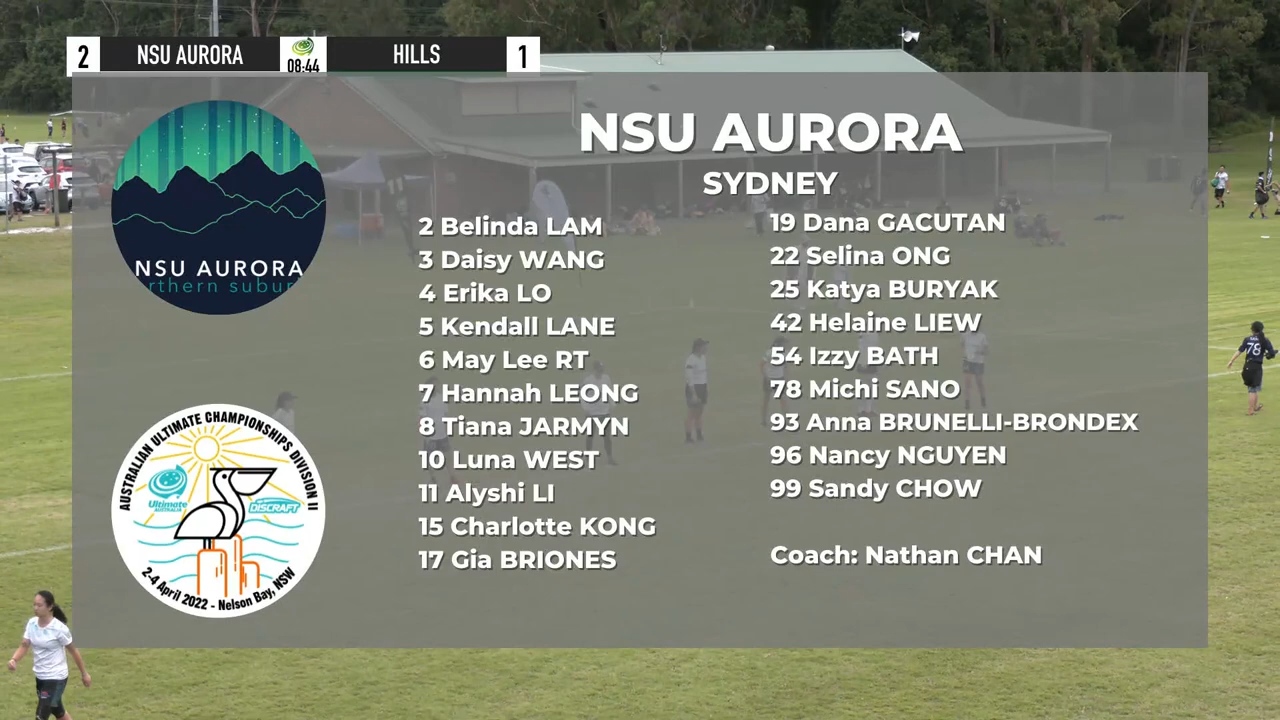 2 NSU AURORA 08:44 HILLS 1
NSU AURORA
SYDNEY
NSU AURORA
rthern subur
2 Belinda LAM
3 Daisy WANG
4 Erika LO
5 Kendall LANE
6 May Lee RT
7 Hannah LEONG
8 Tiana JARMYN
10 Luna WEST
11 Alyshi LI
15 Charlotte KONG
17 Gia BRIONES
19 Dana GACUTAN
22 Selina ONG
25 Katya BURYAK
42 Helaine LIEW
54 Izzy BATH
78 Michi SANO
93 Anna BRUNELLI-BRONDEX
96 Nancy NGUYEN
99 Sandy CHOW
Coach: Nathan CHAN
AUSTRALIAN ULTIMATE CHAMPIONSHIPS DIVISION II
Ultimate
AUSTRALIA
DISCRAFT
2-4 April 2022 - Nelson Bay, NSW
78